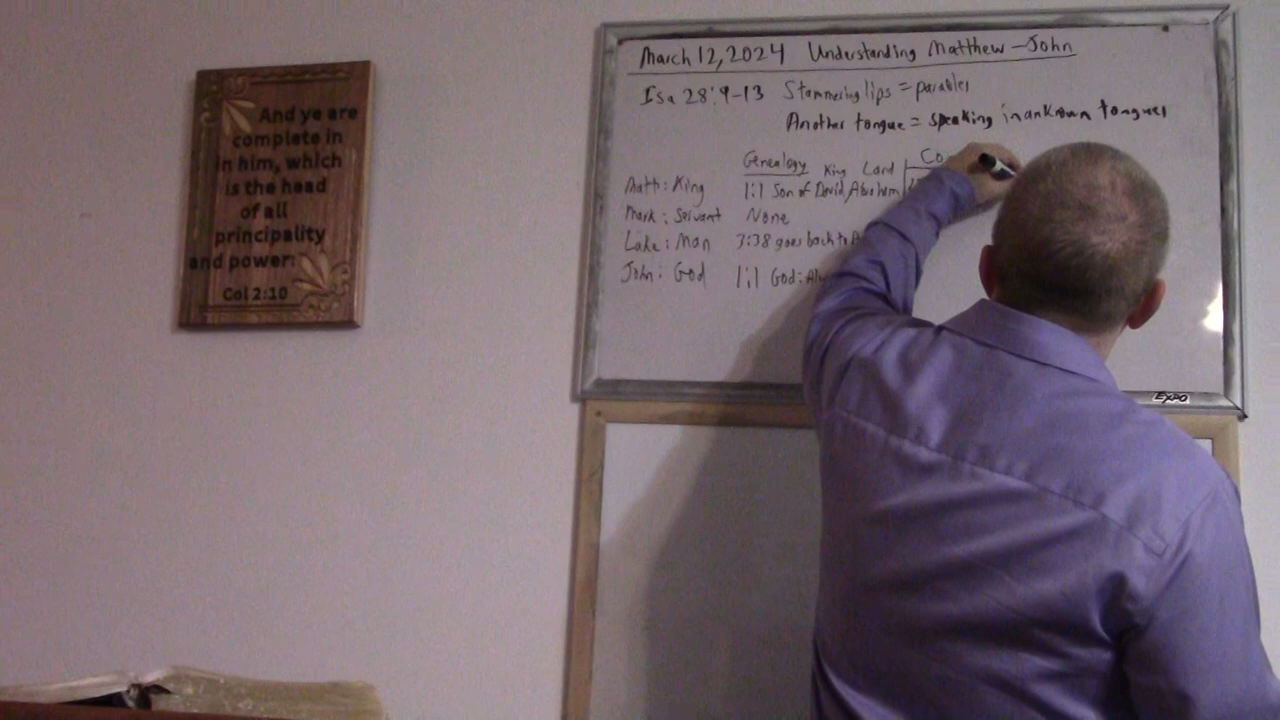 And ye are
complete in
in him, which
is the head
of all
principality
and power:
Col 2:10
March 12, 2024 Understanding Matthew - John
Isa 28:9-13 Stammering lips = parables
Another tongue = speaking in unknown tongues
Genealogy King Land Co
Matt: King 1:1 Son of David, Abraham
Mark: Servant None
Luke: Man 3:38 goes back to
John: God 1:1 God:
EXPO